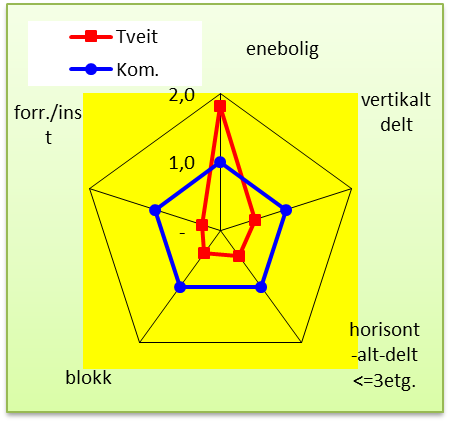 Tveit
Kom.
enebolig
2,0
vertikalt
delt
forr./ins
t
1,0
-
horisont
-alt-delt
<=3etg.
blokk